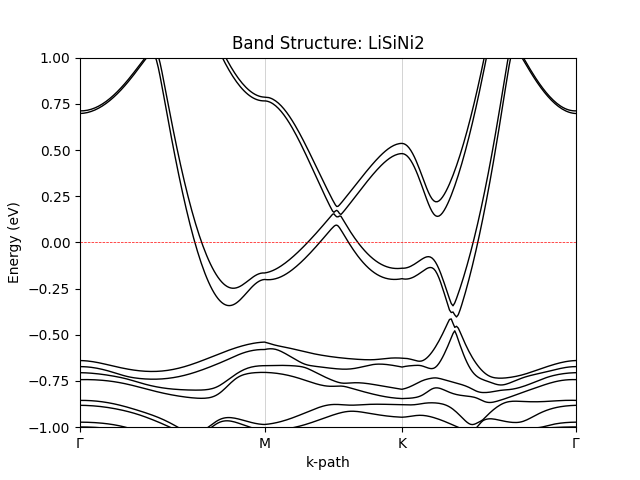 Band Structure: LiSiNi2
Energy (eV)
1.00
0.75
0.50
0.25
0.00
−0.25
−0.50
−0.75
−1.00
Γ M K Γ
k-path